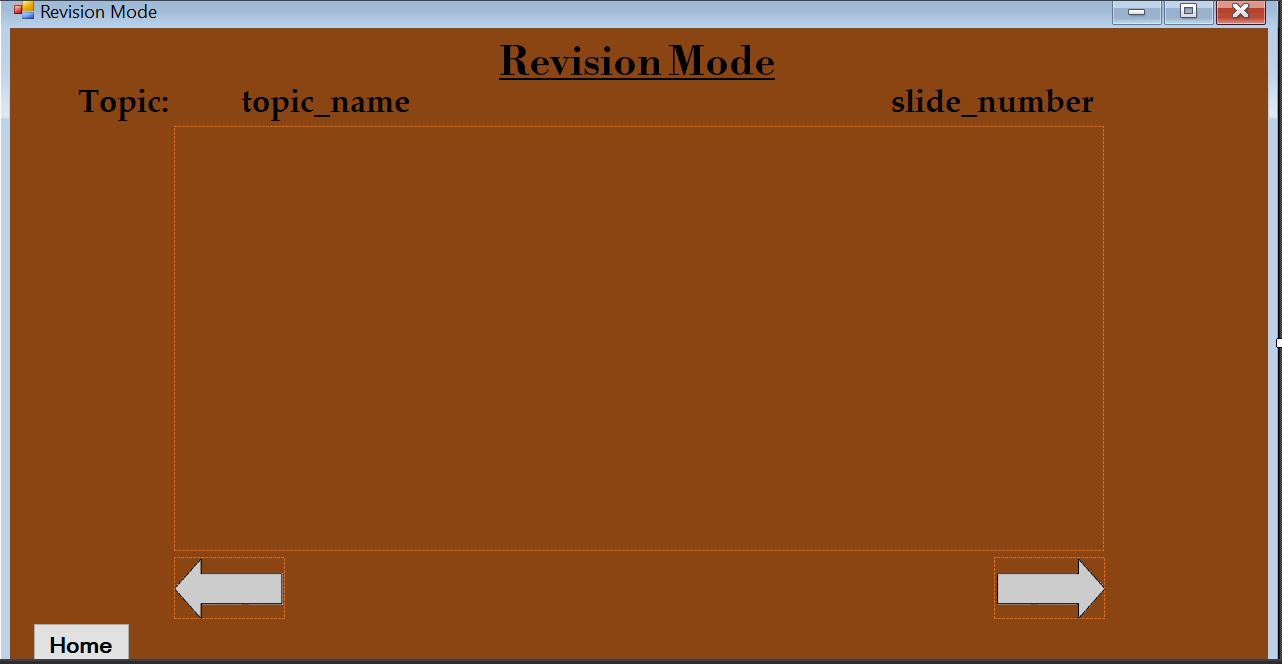 Revision Mode
Revision Mode
Topic: topic_name slide_number
Home